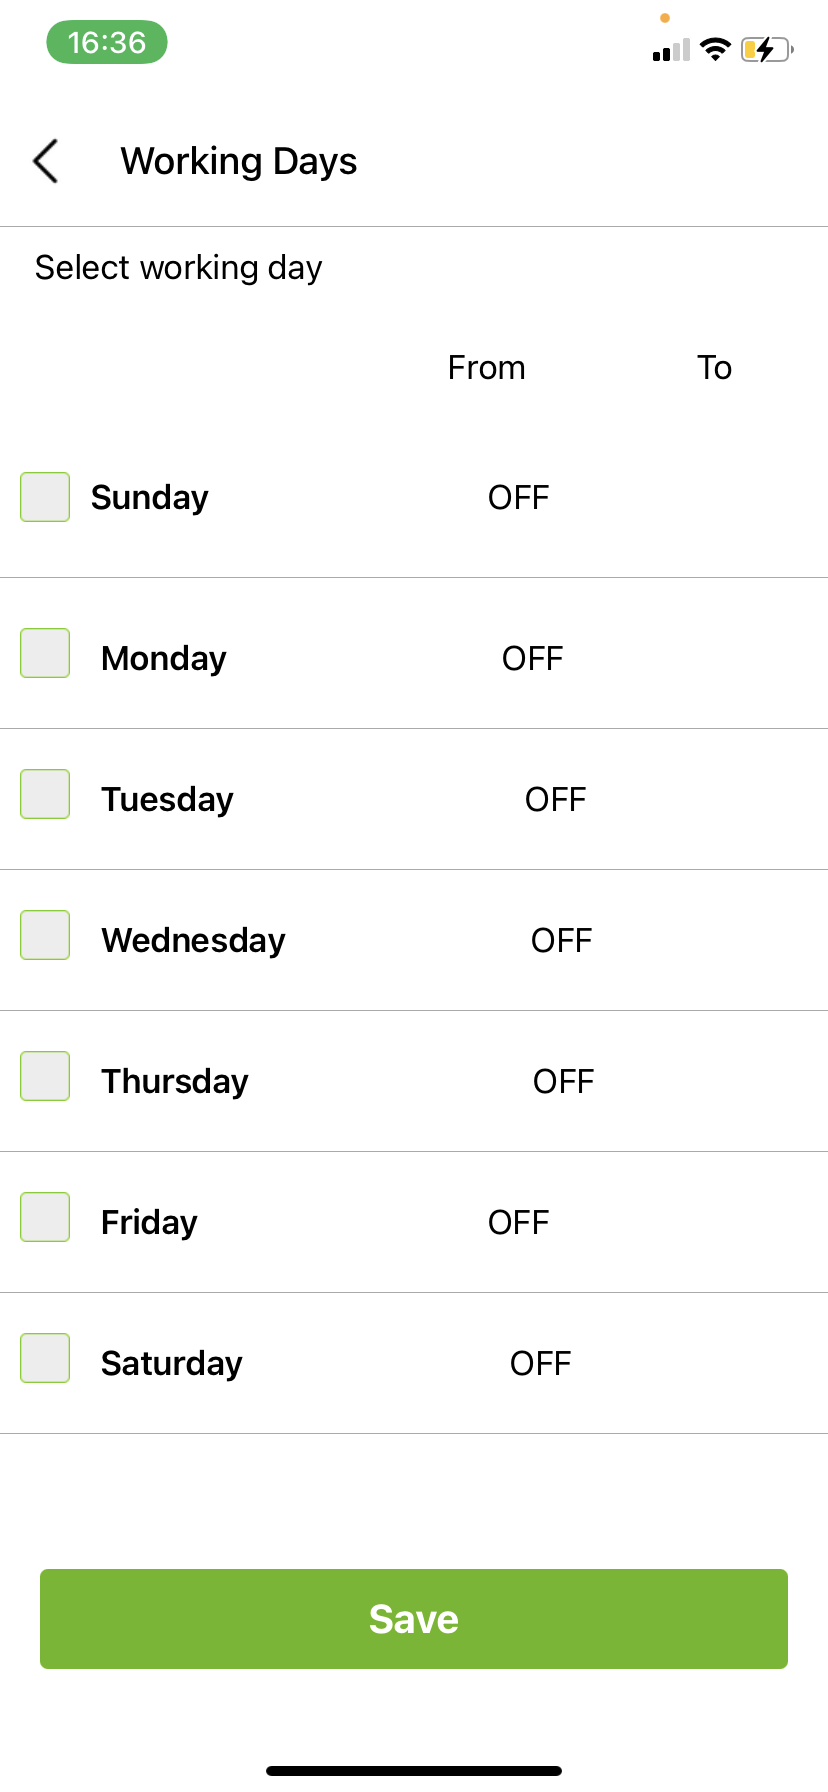 16:36
Working Days
Select working day
From To
Sunday OFF
Monday OFF
Tuesday OFF
Wednesday OFF
Thursday OFF
Friday OFF
Saturday OFF
Save